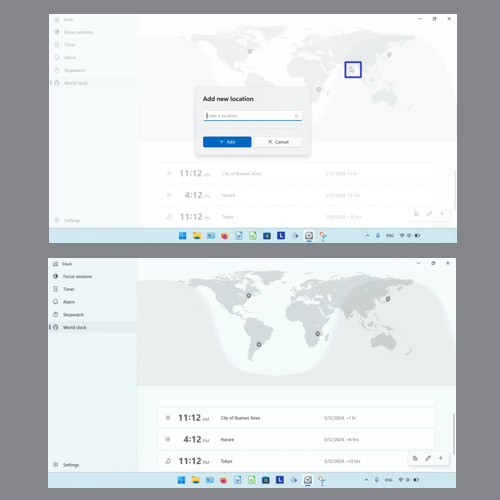 Clock
Focus sessions
Timer
Alarm
Stopwatch
World clock
Add new location
Enter a location
+ Add
× Cancel
11:12 AM City of Buenos Aires 5/12/2024, +1 hr
4:12 PM Harare 5/12/2024, +6 hrs
11:12 PM Tokyo 5/12/2024, +13 hrs
Settings
ENG
Clock
Focus sessions
Timer
Alarm
Stopwatch
World clock
11:12 AM City of Buenos Aires 5/12/2024, +1 hr
4:12 PM Harare 5/12/2024, +6 hrs
11:12 PM Tokyo 5/12/2024, +13 hrs
Settings
ENG